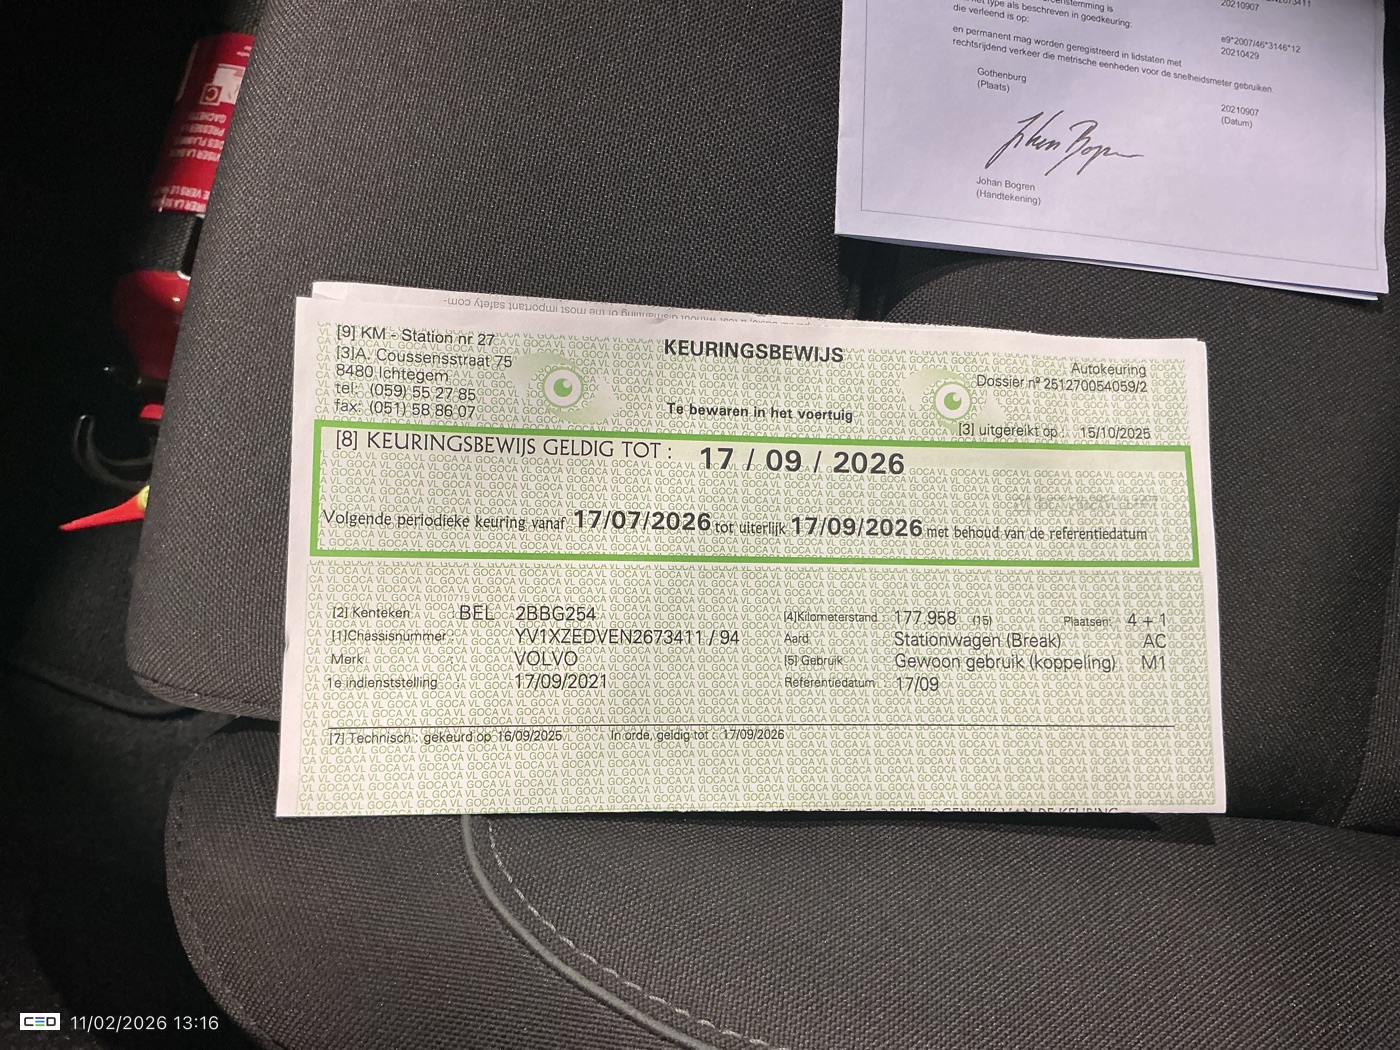 20210907
die verleend is op:
e9*2007/46*3146*12
20210429
en permanent mag worden geregistreerd in lidstaten met
rechtsrijdend verkeer die metrische eenheden voor de snelheidsmeter gebruiken.
Gothenburg
(Plaats)
20210907
(Datum)
Johan Bogren
(Handtekening)
[9] KM - Station nr 27
[3]A. Coussensstraat 75
8480 Ichtegem
tel: (059) 55 27 85
fax: (051) 58 86 07
KEURINGSBEWIJS
Te bewaren in het voertuig
Autokeuring
Dossier nº 251270054059/2
[3] uitgereikt op : 15/10/2025
[8] KEURINGSBEWIJS GELDIG TOT : 17 / 09 / 2026
Volgende periodieke keuring vanaf 17/07/2026 tot uiterlijk 17/09/2026 met behoud van de referentiedatum
[2] Kenteken BEL 2BBG254
[1]Chassisnummer : YV1XZEDVEN2673411 / 94
Merk VOLVO
1e indienststelling 17/09/2021
[4]Kilometerstand : 177.958 (15) Plaatsen: 4 + 1
Aard Stationwagen (Break) AC
[5] Gebruik Gewoon gebruik (koppeling) M1
Referentiedatum : 17/09
[7] Technisch : gekeurd op 16/09/2025 In orde, geldig tot : 17/09/2026
CED 11/02/2026 13:16